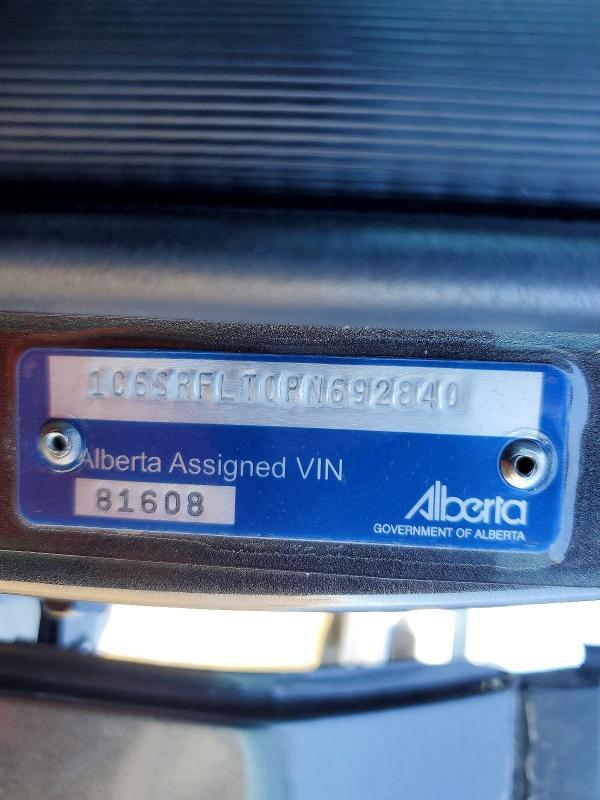 1C6SRFLT0PN692840
Alberta Assigned VIN
81608
Alberta
GOVERNMENT OF ALBERTA